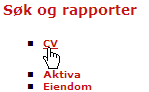 Søk og rapporter
CV
Aktiva
Eiendom